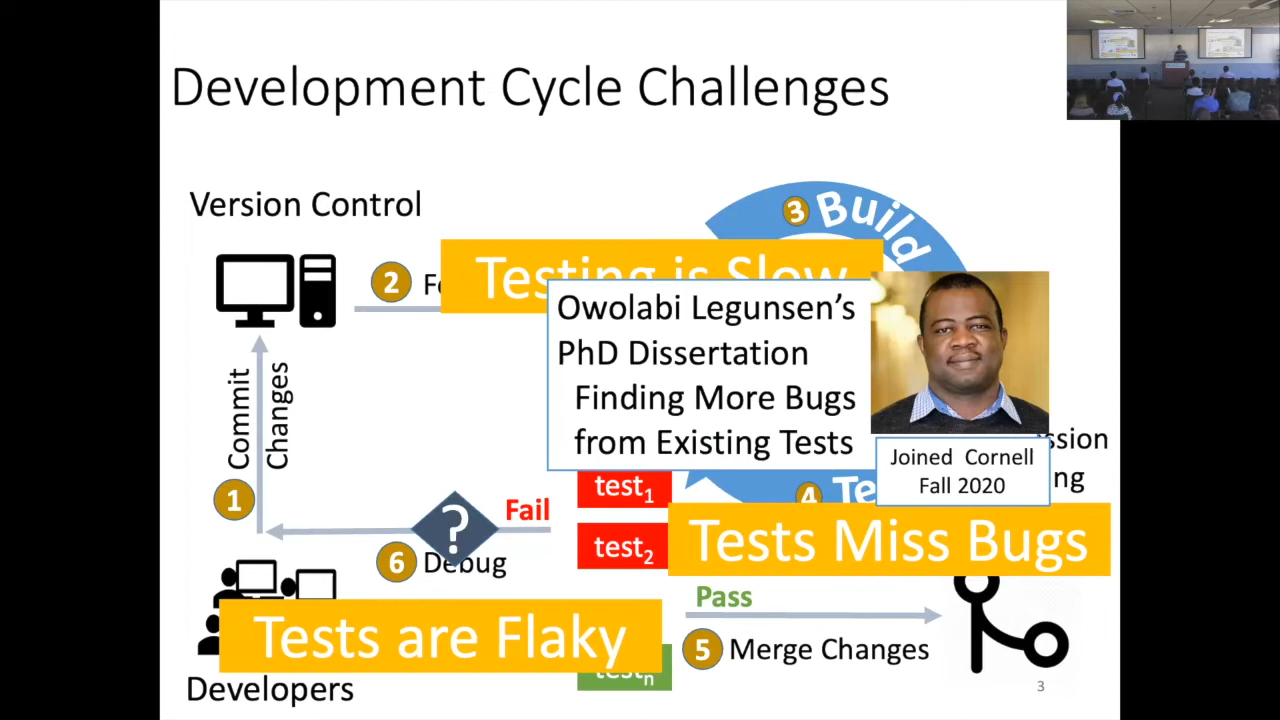 Development Cycle Challenges
Version Control
3 Build
2
Testing is Slow
Owolabi Legunsen's
PhD Dissertation
Finding More Bugs
from Existing Tests
Joined Cornell
Fall 2020
Commit
Changes
1
4
test1
Fail
?
test2
Tests Miss Bugs
6 Debug
Pass
Tests are Flaky
5 Merge Changes
testn
Developers
3